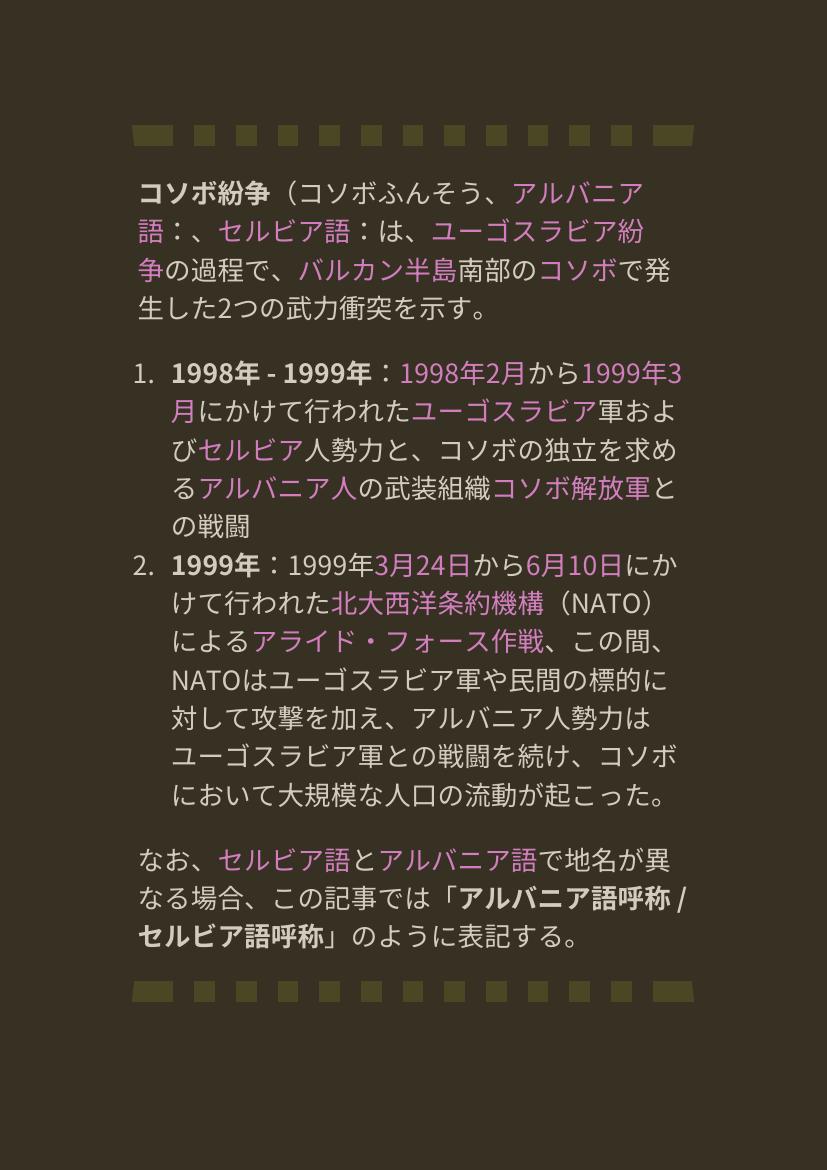 コソボ紛争（コソボふんそう、アルバニア
語：、セルビア語：は、ユーゴスラビア紛
争の過程で、バルカン半島南部のコソボで発
生した2つの武力衝突を示す。
1. 1998年 - 1999年：1998年2月から1999年3
月にかけて行われたユーゴスラビア軍およ
びセルビア人勢力と、コソボの独立を求め
るアルバニア人の武装組織コソボ解放軍と
の戦闘
2. 1999年：1999年3月24日から6月10日にか
けて行われた北大西洋条約機構（NATO）
によるアライド・フォース作戦、この間、
NATOはユーゴスラビア軍や民間の標的に
対して攻撃を加え、アルバニア人勢力は
ユーゴスラビア軍との戦闘を続け、コソボ
において大規模な人口の流動が起こった。
なお、セルビア語とアルバニア語で地名が異
なる場合、この記事では「アルバニア語呼称 /
セルビア語呼称」のように表記する。